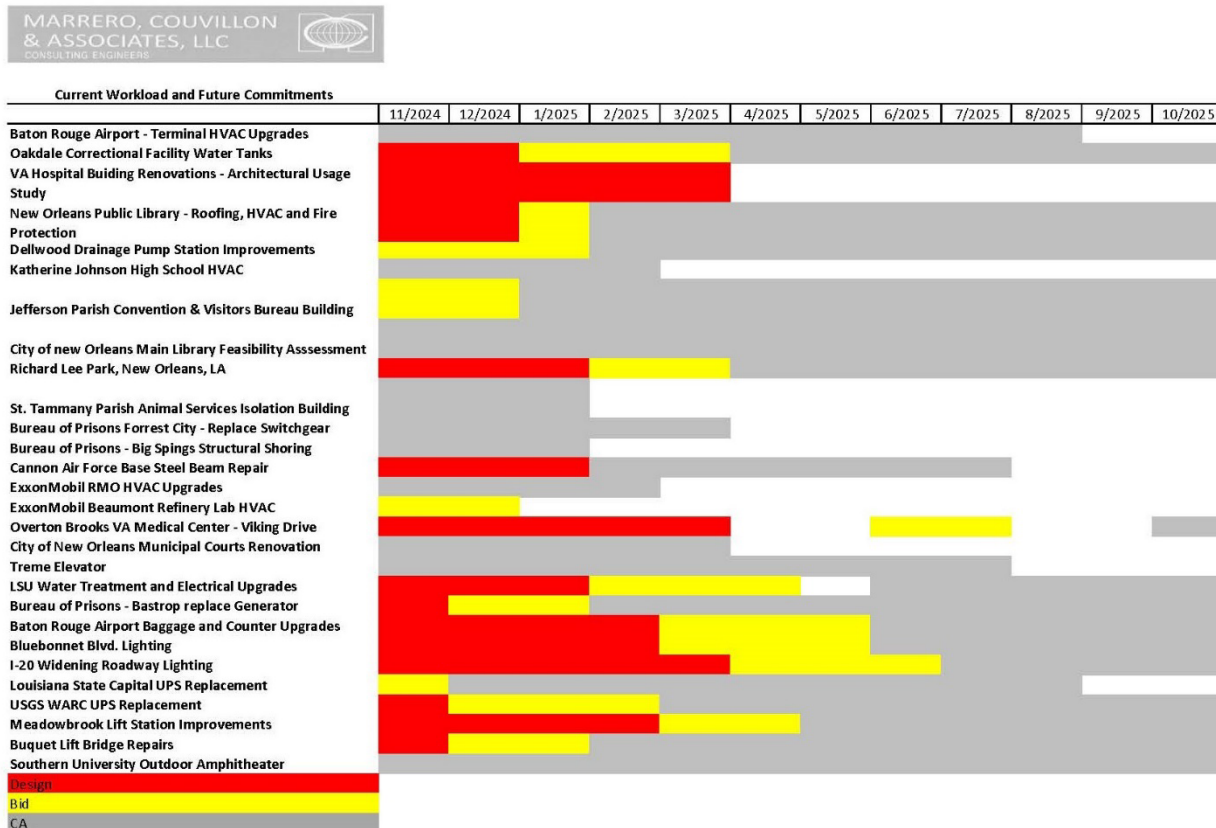 MARRERO, COUVILLON
& ASSOCIATES, LLC
CONSULTING ENGINEERS
Current Workload and Future Commitments
11/2024 12/2024 1/2025 2/2025 3/2025 4/2025 5/2025 6/2025 7/2025 8/2025 9/2025 10/2025
Baton Rouge Airport - Terminal HVAC Upgrades
Oakdale Correctional Facility Water Tanks
VA Hospital Buiding Renovations - Architectural Usage
Study
New Orleans Public Library - Roofing, HVAC and Fire
Protection
Dellwood Drainage Pump Station Improvements
Katherine Johnson High School HVAC
Jefferson Parish Convention & Visitors Bureau Building
City of new Orleans Main Library Feasibility Asssessment
Richard Lee Park, New Orleans, LA
St. Tammany Parish Animal Services Isolation Building
Bureau of Prisons Forrest City - Replace Switchgear
Bureau of Prisons - Big Spings Structural Shoring
Cannon Air Force Base Steel Beam Repair
ExxonMobil RMO HVAC Upgrades
ExxonMobil Beaumont Refinery Lab HVAC
Overton Brooks VA Medical Center - Viking Drive
City of New Orleans Municipal Courts Renovation
Treme Elevator
LSU Water Treatment and Electrical Upgrades
Bureau of Prisons - Bastrop replace Generator
Baton Rouge Airport Baggage and Counter Upgrades
Bluebonnet Blvd. Lighting
I-20 Widening Roadway Lighting
Louisiana State Capital UPS Replacement
USGS WARC UPS Replacement
Meadowbrook Lift Station Improvements
Buquet Lift Bridge Repairs
Southern University Outdoor Amphitheater
Design
Bid
CA